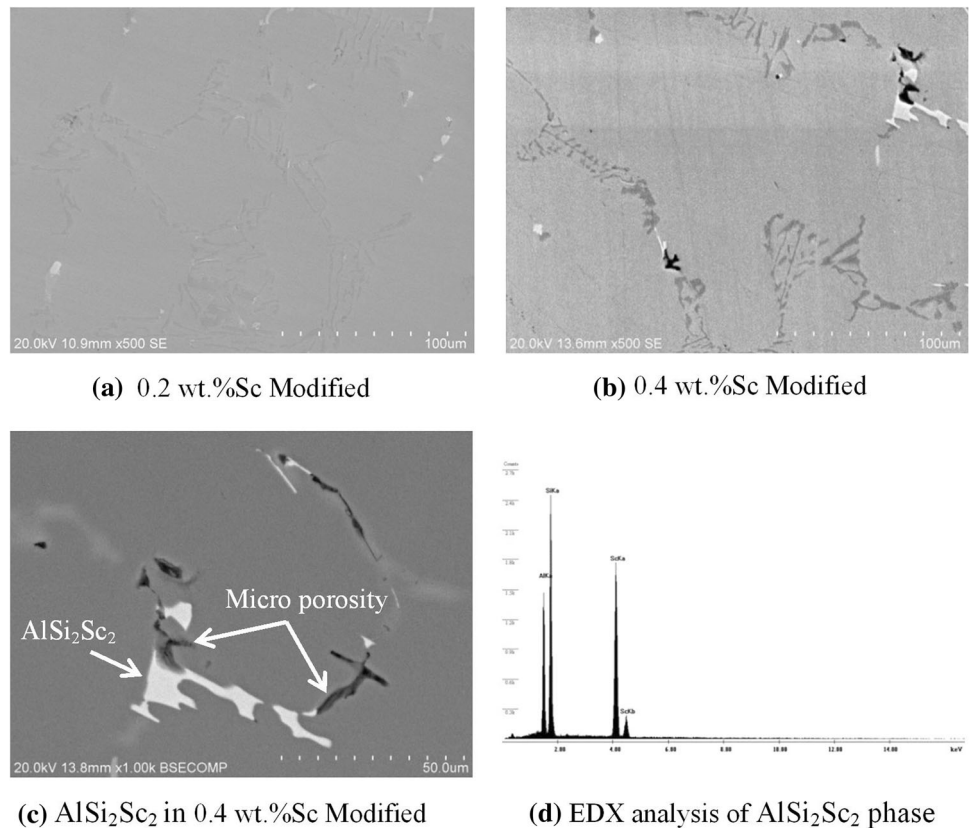 20.0kV 10.9mm x500 SE 100um
20.0kV 13.6mm x500 SE 100um
(a) 0.2 wt.%Sc Modified
(b) 0.4 wt.%Sc Modified
Micro porosity
AlSi₂Sc₂
20.0kV 13.8mm x1.00k BSECOMP 50.0um
Counts
SiKa
ScKa
AlKa
ScKb
2.00 4.00 6.00 8.00 10.00 12.00 14.00 keV
(c) AlSi₂Sc₂ in 0.4 wt.%Sc Modified
(d) EDX analysis of AlSi₂Sc₂ phase